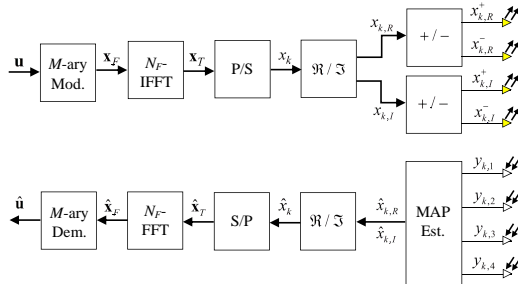 u
M-ary Mod.
x_F
N_F-IFFT
x_T
P/S
x_k
ℜ / ℑ
x_{k,R}
x_{k,I}
+ / −
+ / −
x^+_{k,R}
x^−_{k,R}
x^+_{k,I}
x^−_{k,I}
û
M-ary Dem.
x̂_F
N_F-FFT
x̂_T
S/P
x̂_k
ℜ / ℑ
x̂_{k,R}
x̂_{k,I}
MAP Est.
y_{k,1}
y_{k,2}
y_{k,3}
y_{k,4}